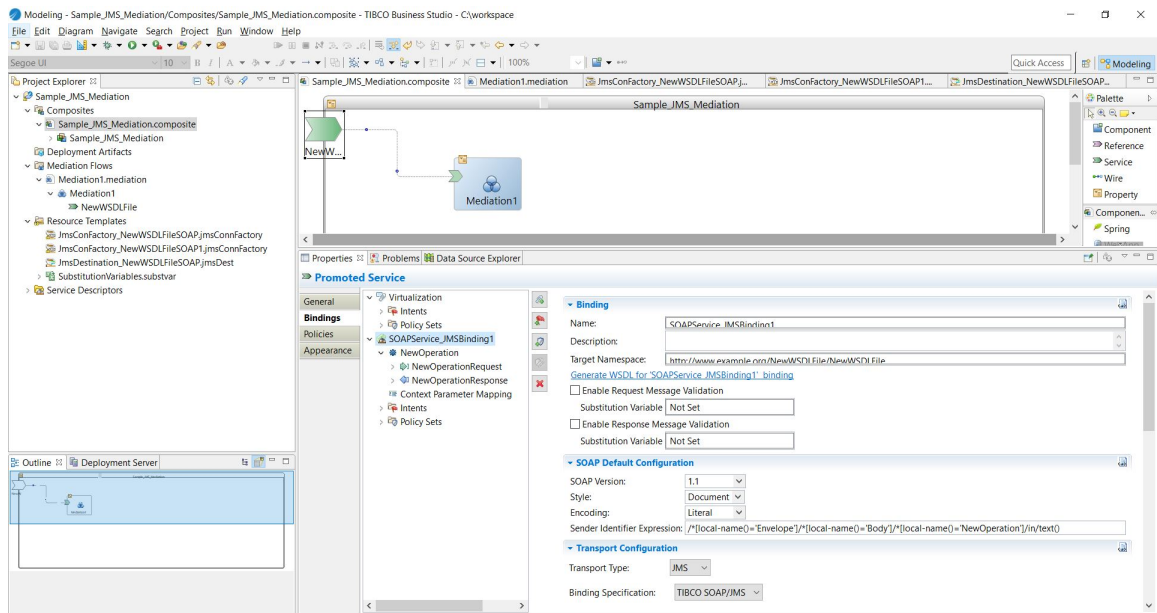 Modeling - Sample_JMS_Mediation/Composites/Sample_JMS_Mediation.composite - TIBCO Business Studio - C:\workspace
File Edit Diagram Navigate Search Project Run Window Help
Segoe UI 10 B I A 100% Quick Access Modeling
Project Explorer
Sample_JMS_Mediation
Composites
Sample_JMS_Mediation.composite
Sample_JMS_Mediation
Deployment Artifacts
Mediation Flows
Mediation1.mediation
Mediation1
NewWSDLFile
Resource Templates
JmsConFactory_NewWSDLFileSOAP.jmsConnFactory
JmsConFactory_NewWSDLFileSOAP1.jmsConnFactory
JmsDestination_NewWSDLFileSOAP.jmsDest
SubstitutionVariables.substvar
Service Descriptors
Outline Deployment Server
Sample_JMS_Mediation.composite Mediation1.mediation JmsConFactory_NewWSDLFileSOAP.j... JmsConFactory_NewWSDLFileSOAP1.... JmsDestination_NewWSDLFileSOAP...
Sample_JMS_Mediation
NewW...
Mediation1
Palette
Component
Reference
Service
Wire
Property
Componen...
Spring
Properties Problems Data Source Explorer
Promoted Service
General
Bindings
Policies
Appearance
Virtualization
Intents
Policy Sets
SOAPService_JMSBinding1
NewOperation
NewOperationRequest
NewOperationResponse
Context Parameter Mapping
Intents
Policy Sets
Binding
Name: SOAPService_JMSBinding1
Description:
Target Namespace: http://www.example.org/NewWSDLFile/NewWSDLFile
Generate WSDL for 'SOAPService_JMSBinding1' binding
Enable Request Message Validation
Substitution Variable Not Set
Enable Response Message Validation
Substitution Variable Not Set
SOAP Default Configuration
SOAP Version: 1.1
Style: Document
Encoding: Literal
Sender Identifier Expression: /*[local-name()='Envelope']/*[local-name()='Body']/*[local-name()='NewOperation']/in/text()
Transport Configuration
Transport Type: JMS
Binding Specification: TIBCO SOAP/JMS